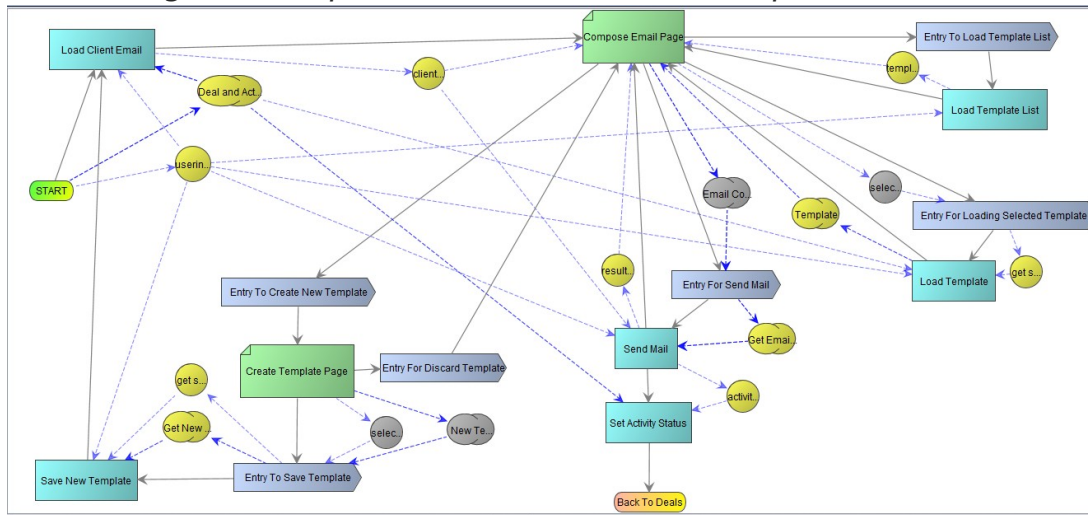 Compose Email Page
Load Client Email
Entry To Load Template List
client..
templ..
Deal and Act..
Load Template List
userin..
START
Email Co..
selec..
Template
Entry For Loading Selected Template
result..
get s..
Entry To Create New Template
Entry For Send Mail
Load Template
Send Mail
Get Emai..
Create Template Page
Entry For Discard Template
get s..
activit..
Get New ..
selec..
New Te..
Set Activity Status
Save New Template
Entry To Save Template
Back To Deals